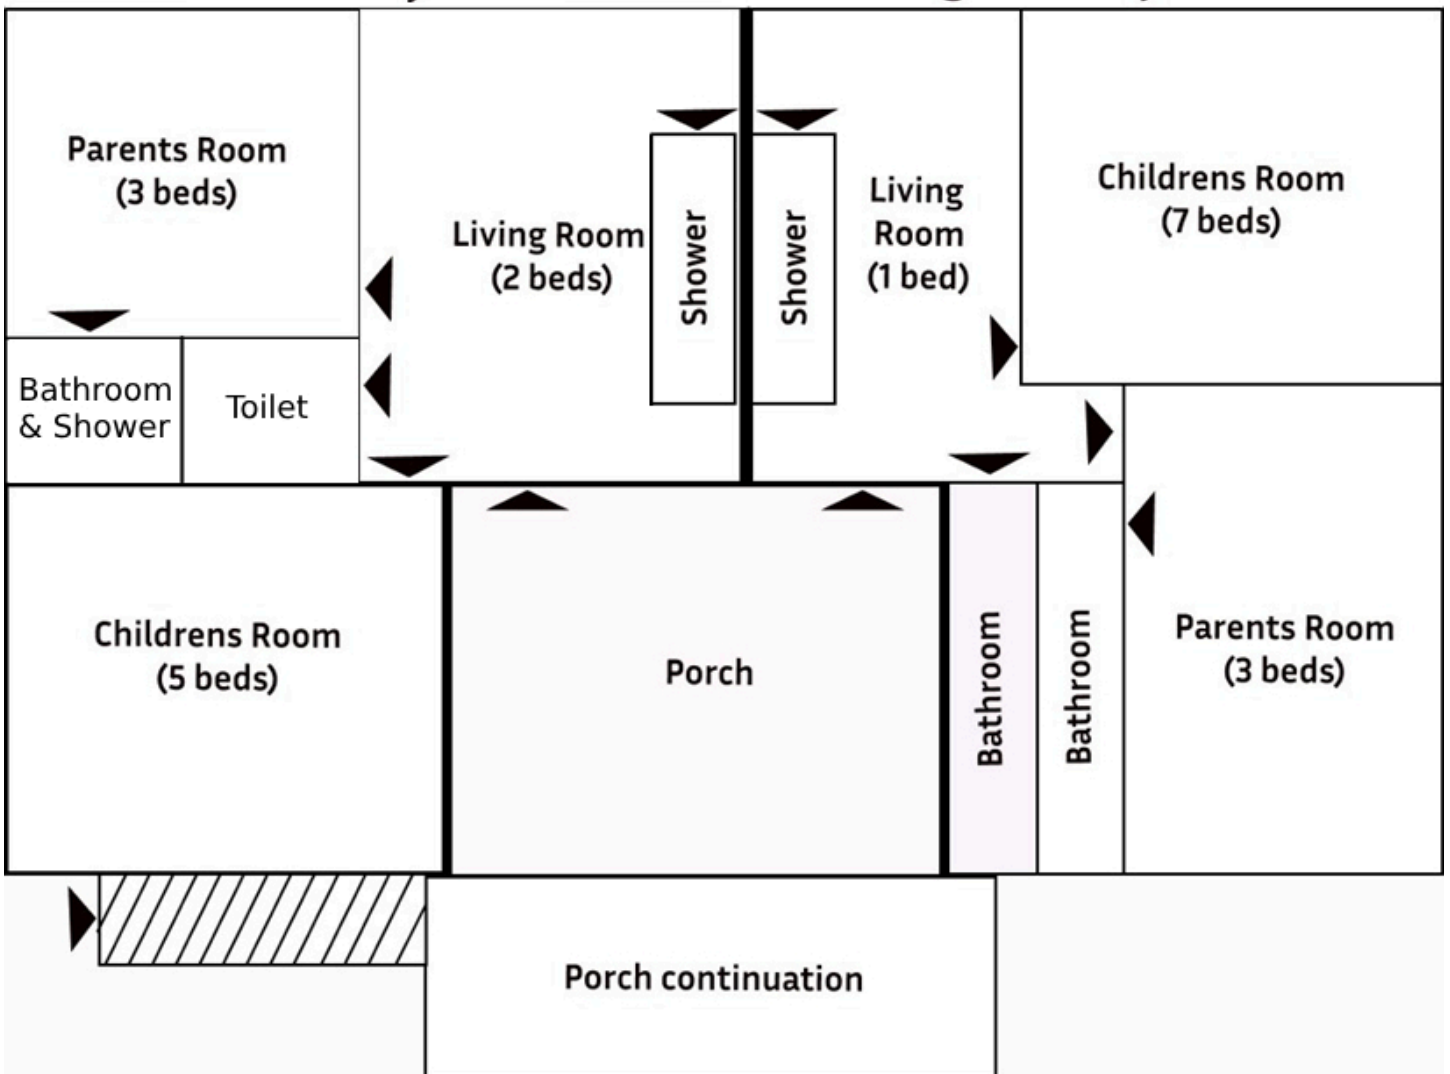 Parents Room
(3 beds)
Living Room
(2 beds)
Shower
Shower
Living
Room
(1 bed)
Childrens Room
(7 beds)
Bathroom
& Shower
Toilet
Childrens Room
(5 beds)
Porch
Bathroom
Bathroom
Parents Room
(3 beds)
Porch continuation